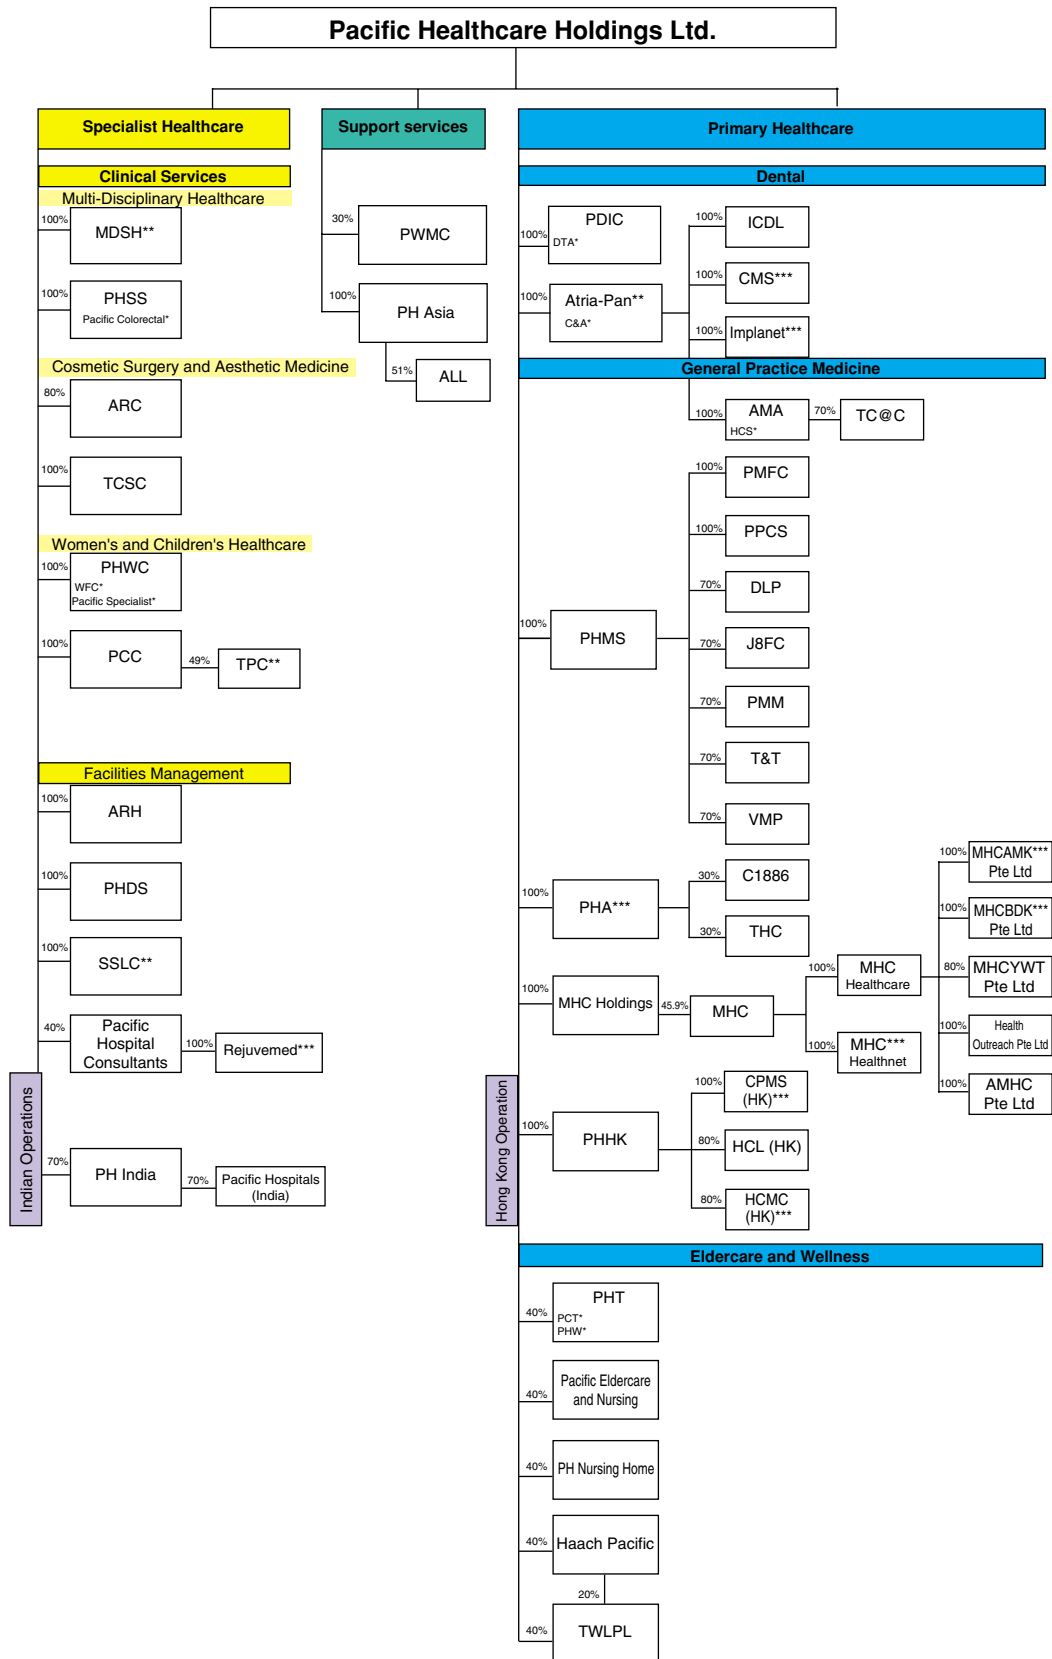 Pacific Healthcare Holdings Ltd.
Specialist Healthcare
Clinical Services
Multi-Disciplinary Healthcare
100%
MDSH**
100%
PHSS
Pacific Colorectal*
Cosmetic Surgery and Aesthetic Medicine
80%
ARC
100%
TCSC
Women's and Children's Healthcare
100%
PHWC
WFC*
Pacific Specialist*
100%
PCC
49%
TPC**
Facilities Management
100%
ARH
100%
PHDS
100%
SSLC**
40%
Pacific
Hospital
Consultants
100%
Rejuvemed***
Indian Operations
70%
PH India
70%
Pacific Hospitals
(India)
Support services
30%
PWMC
100%
PH Asia
51%
ALL
Primary Healthcare
Dental
100%
PDIC
DTA*
100%
Atria-Pan**
C&A*
100%
ICDL
100%
CMS***
100%
Implanet***
General Practice Medicine
100%
AMA
HCS*
70%
TC@C
100%
PHMS
100%
PMFC
100%
PPCS
70%
DLP
70%
J8FC
70%
PMM
70%
T&T
70%
VMP
100%
PHA***
30%
C1886
30%
THC
100%
MHC Holdings
45.9%
MHC
100%
MHC
Healthcare
100%
MHC***
Healthnet
100%
MHCAMK***
Pte Ltd
100%
MHCBDK***
Pte Ltd
80%
MHCYWT
Pte Ltd
100%
Health
Outreach Pte Ltd
100%
AMHC
Pte Ltd
Hong Kong Operation
100%
PHHK
100%
CPMS
(HK)***
80%
HCL (HK)
80%
HCMC
(HK)***
Eldercare and Wellness
40%
PHT
PCT*
PHW*
40%
Pacific Eldercare
and Nursing
40%
PH Nursing Home
40%
Haach Pacific
20%
40%
TWLPL